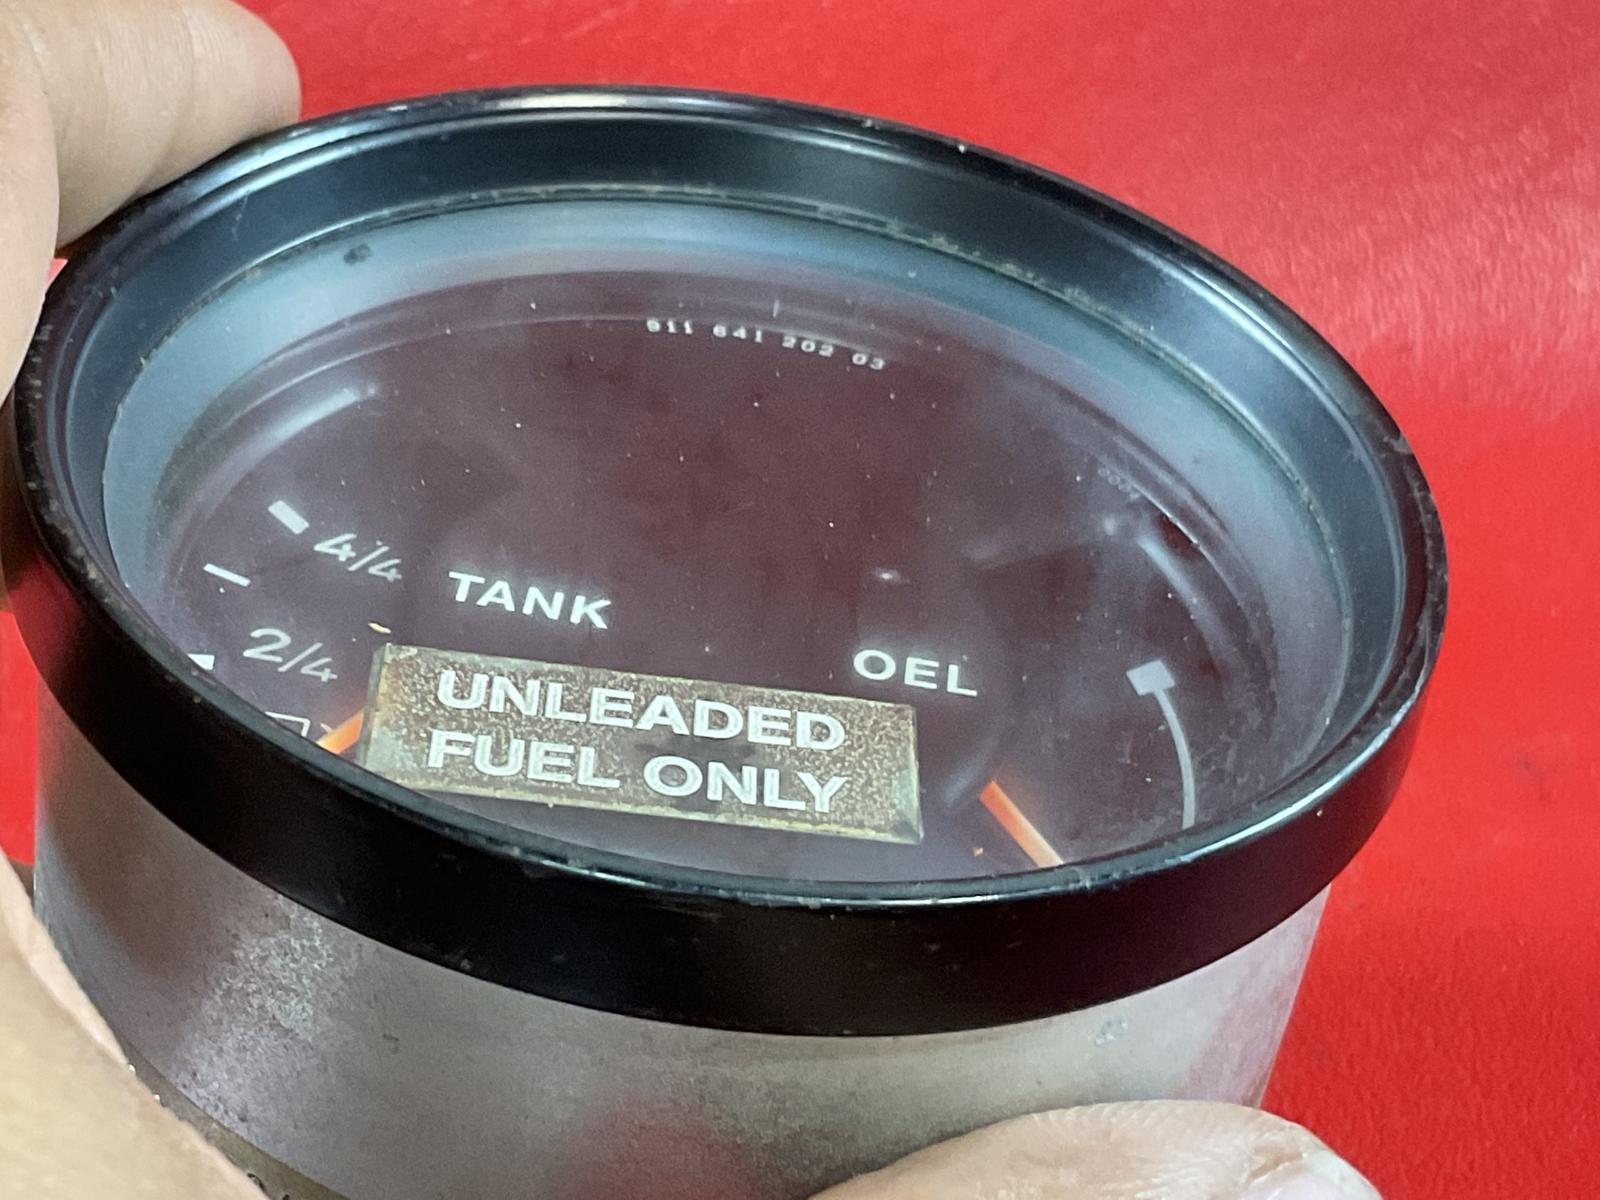 911 641 202 03
4/4
TANK
2/4
OEL
UNLEADED
FUEL ONLY